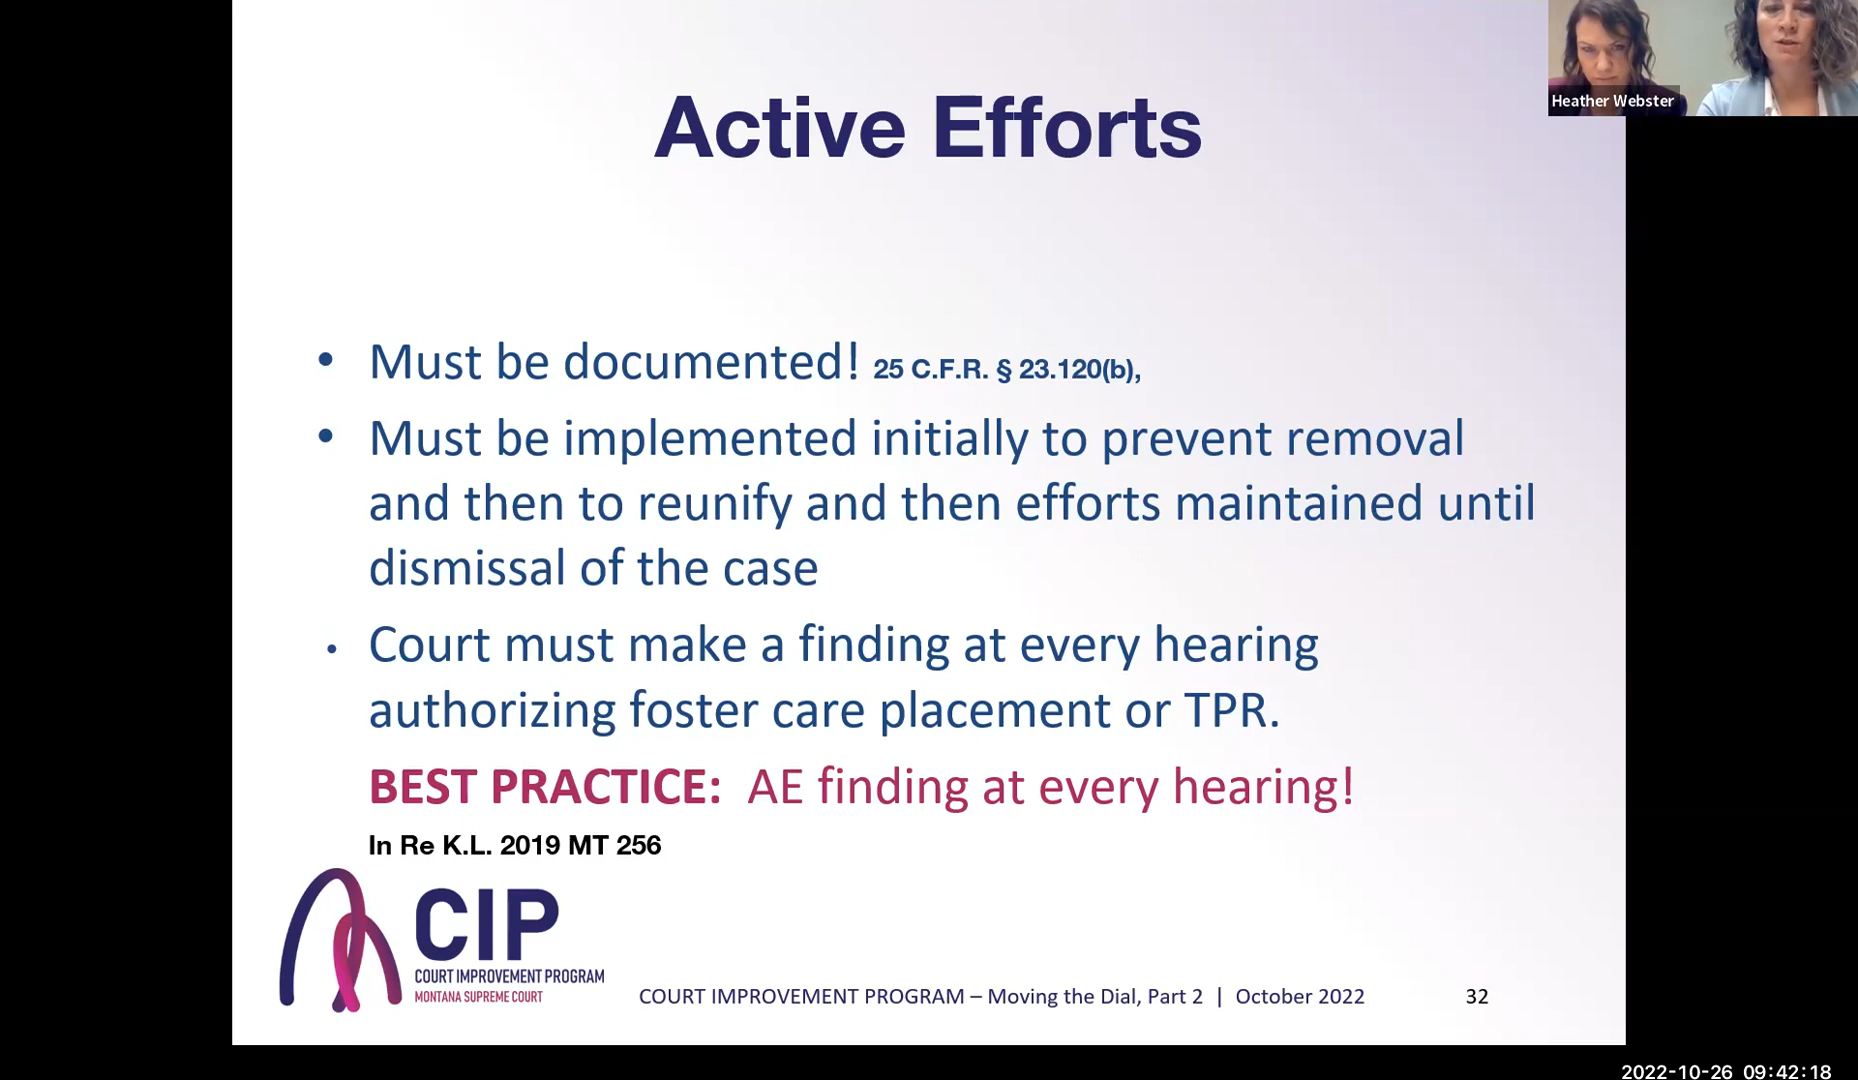 Heather Webster
Active Efforts
• Must be documented! 25 C.F.R. § 23.120(b),
• Must be implemented initially to prevent removal
and then to reunify and then efforts maintained until
dismissal of the case
• Court must make a finding at every hearing
authorizing foster care placement or TPR.
BEST PRACTICE: AE finding at every hearing!
In Re K.L. 2019 MT 256
CIP
COURT IMPROVEMENT PROGRAM
MONTANA SUPREME COURT
COURT IMPROVEMENT PROGRAM – Moving the Dial, Part 2 | October 2022
32
2022-10-26 09:42:18